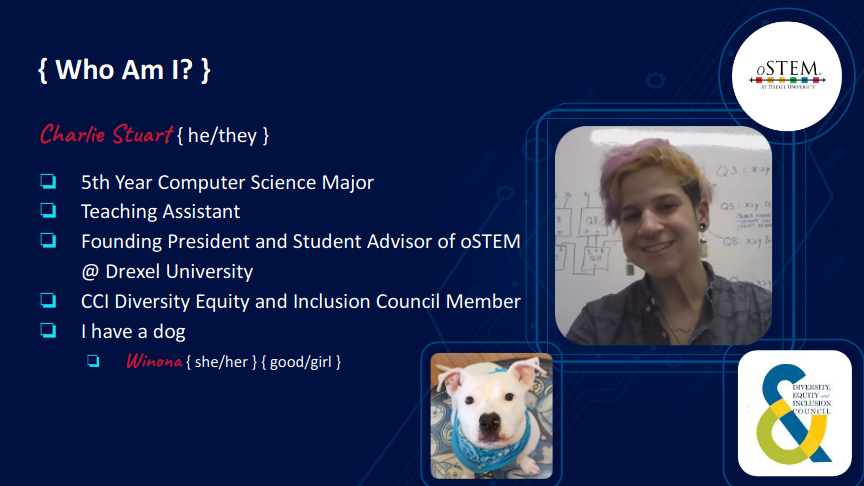 { Who Am I? }
oSTEM
AT DREXEL UNIVERSITY
Charlie Stuart { he/they }
5th Year Computer Science Major
Teaching Assistant
Founding President and Student Advisor of oSTEM
@ Drexel University
CCI Diversity Equity and Inclusion Council Member
I have a dog
Winona { she/her } { good/girl }
Q3: x>y
Q5: x>y
Q8: x>y
DIVERSITY,
EQUITY and
INCLUSION
COUNCIL